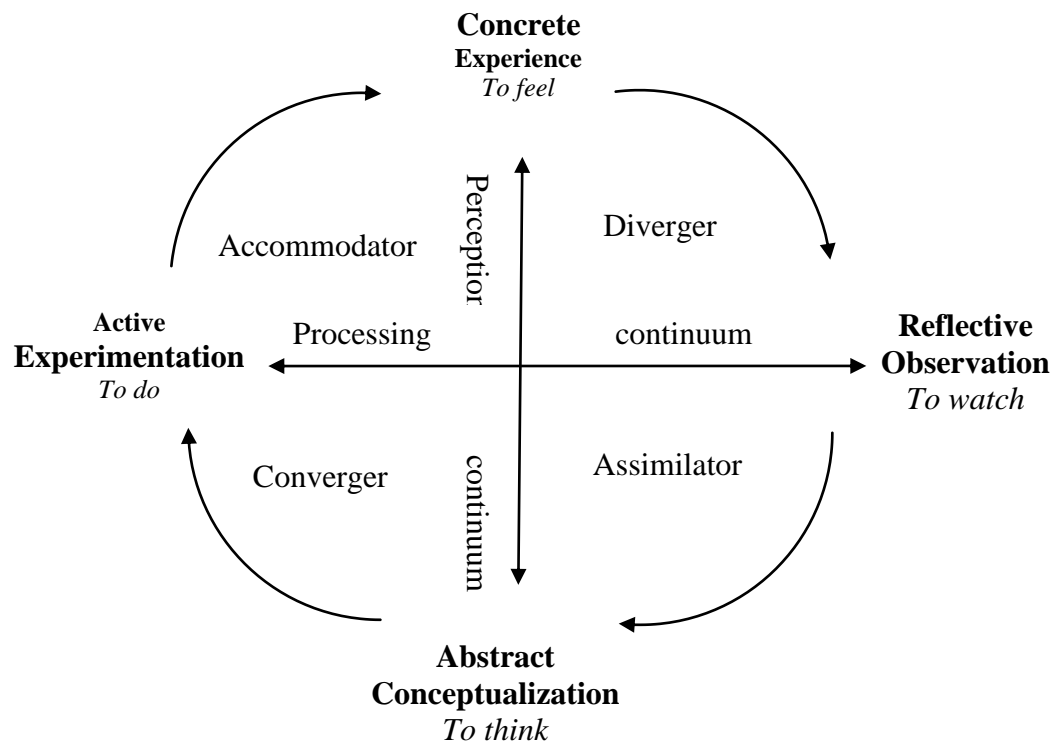 Concrete
Experience
To feel
Perception
Diverger
Accommodator
Active
Experimentation
To do
Processing
continuum
Reflective
Observation
To watch
Converger
continuum
Assimilator
Abstract
Conceptualization
To think